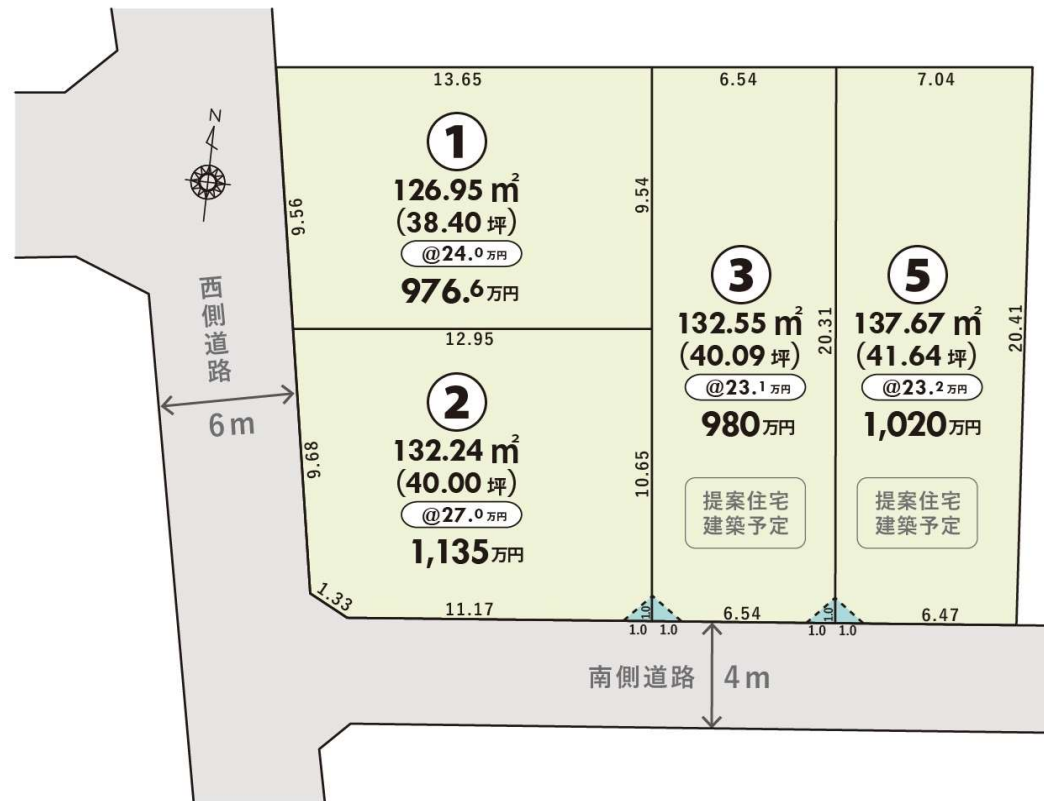 N
西側道路
6m
13.65
1
126.95 ㎡
(38.40 坪)
@24.0万円
976.6万円
9.56
9.54
12.95
2
132.24 ㎡
(40.00 坪)
@27.0万円
1,135万円
9.68
10.65
1.33
11.17
6.54
3
132.55 ㎡
(40.09 坪)
@23.1万円
980万円
提案住宅
建築予定
20.31
1.0
1.0 1.0
6.54
7.04
5
137.67 ㎡
(41.64 坪)
@23.2万円
1,020万円
提案住宅
建築予定
20.41
1.0
1.0 1.0
6.47
南側道路 4m